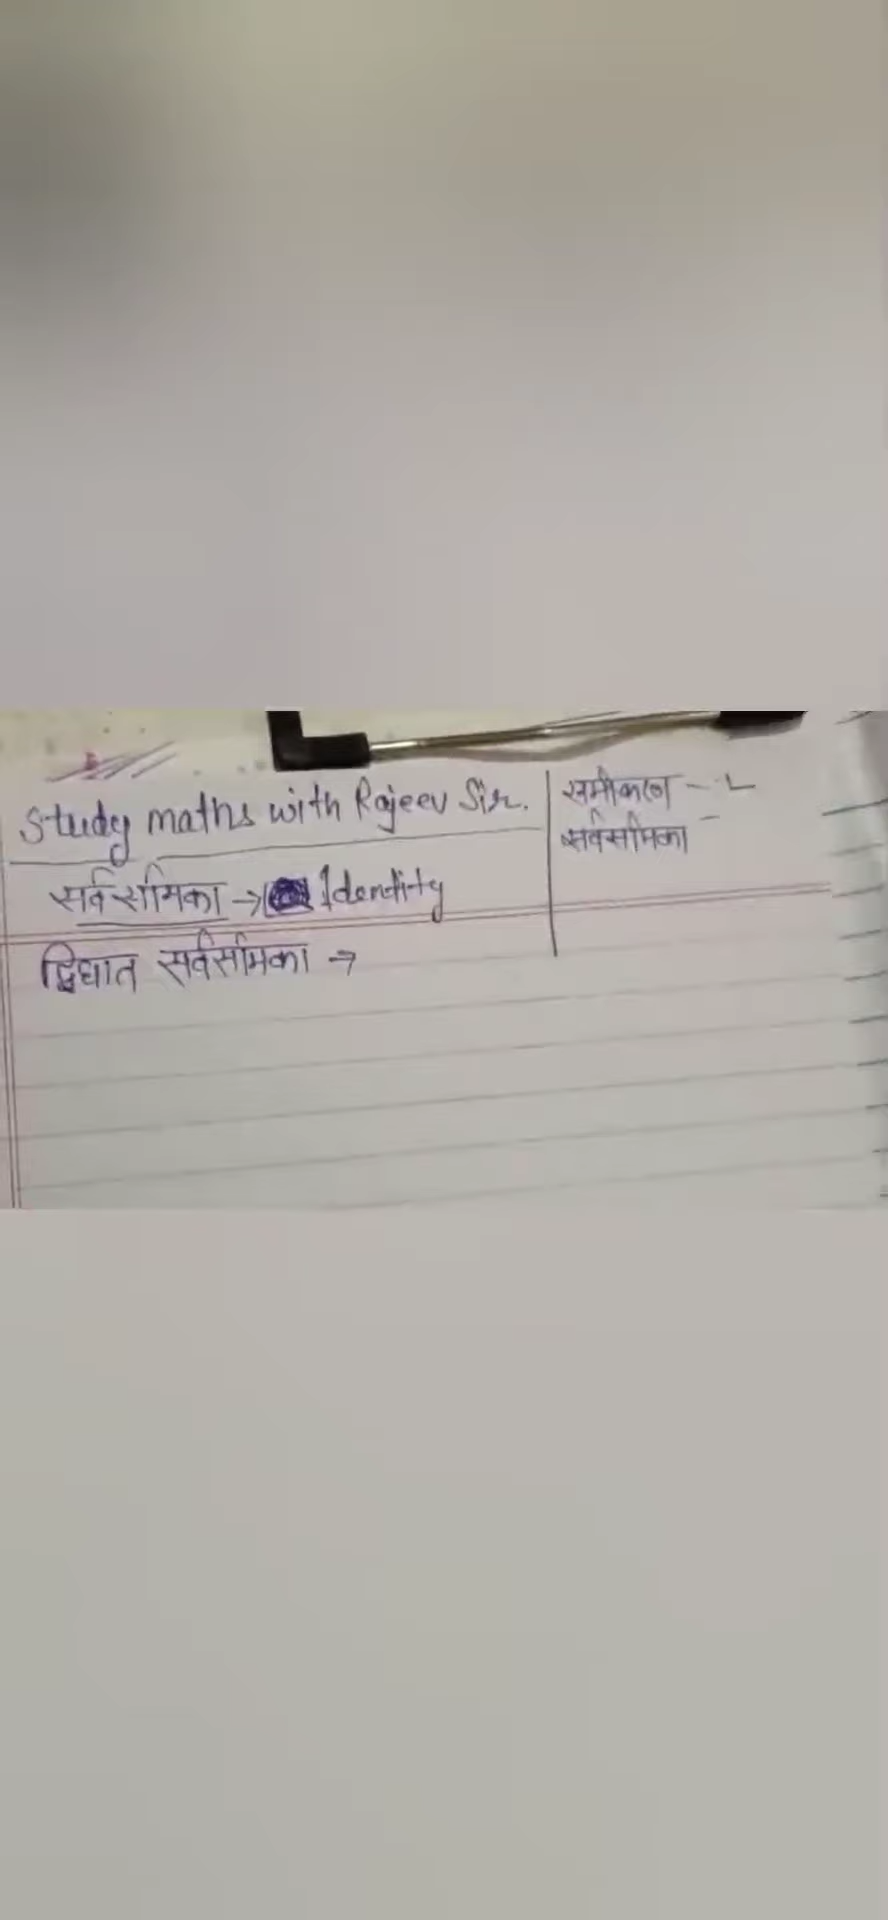 Study maths with Rajeev Sir.
सर्वसमिका → Identity
द्विघात सर्वसमिका →
समीकरण -
सर्वसमिका -